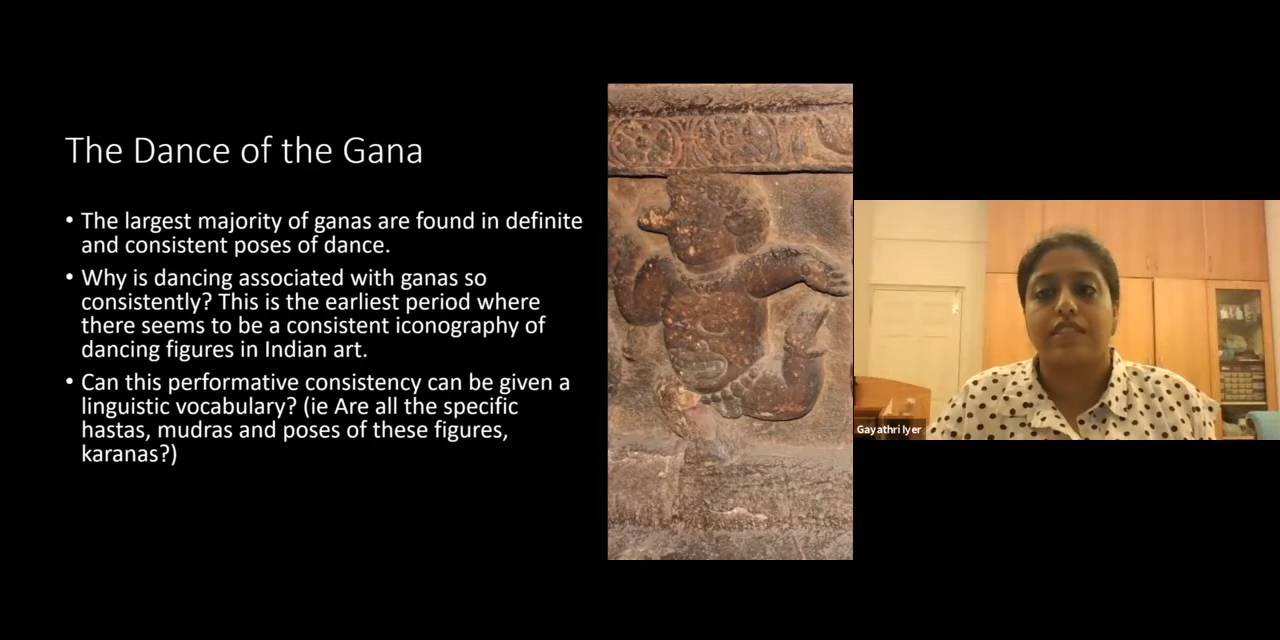 The Dance of the Gana
• The largest majority of ganas are found in definite
and consistent poses of dance.
• Why is dancing associated with ganas so
consistently? This is the earliest period where
there seems to be a consistent iconography of
dancing figures in Indian art.
• Can this performative consistency can be given a
linguistic vocabulary? (ie Are all the specific
hastas, mudras and poses of these figures,
karanas?)
Gayathri Iyer